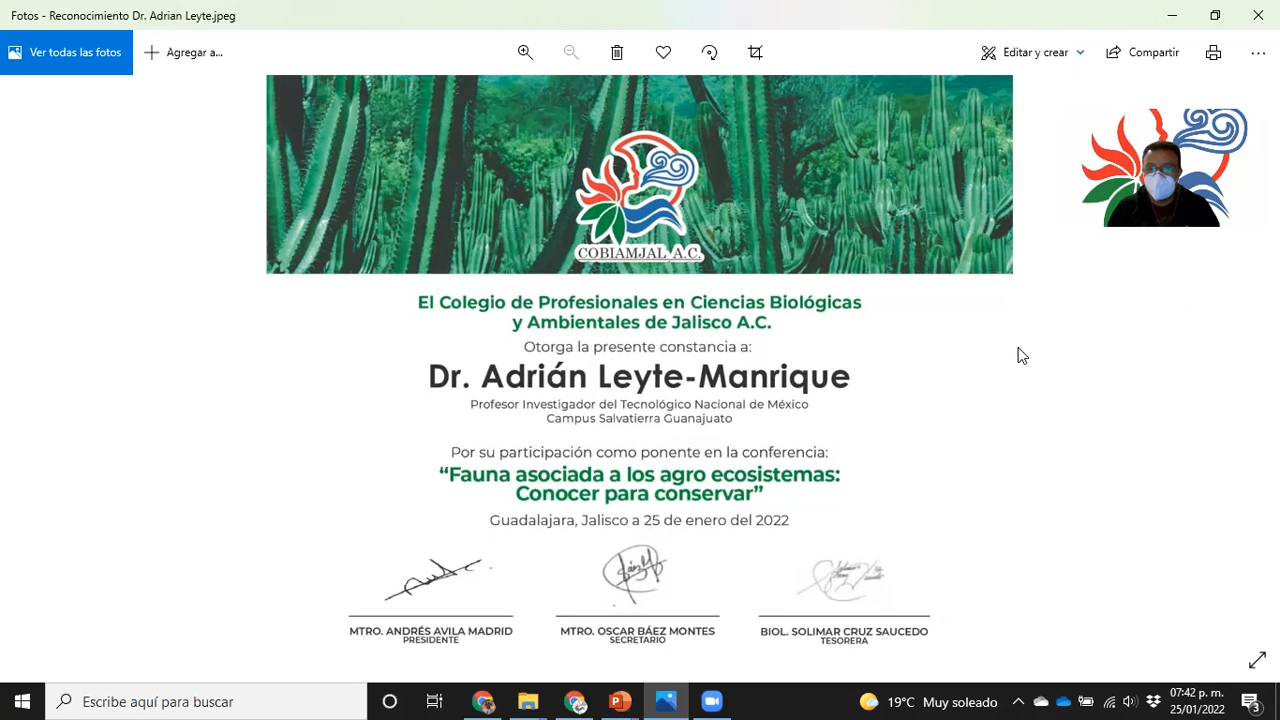 Fotos - Reconocimiento Dr. Adrian Leyte.jpeg
Ver todas las fotos
Agregar a...
Editar y crear
Compartir
COBIAMJAL A.C.
El Colegio de Profesionales en Ciencias Biológicas
y Ambientales de Jalisco A.C.
Otorga la presente constancia a:
Dr. Adrián Leyte-Manrique
Profesor Investigador del Tecnológico Nacional de México
Campus Salvatierra Guanajuato
Por su participación como ponente en la conferencia:
“Fauna asociada a los agro ecosistemas:
Conocer para conservar”
Guadalajara, Jalisco a 25 de enero del 2022
MTRO. ANDRÉS AVILA MADRID
PRESIDENTE
MTRO. OSCAR BÁEZ MONTES
SECRETARIO
BIOL. SOLIMAR CRUZ SAUCEDO
TESORERA
Escribe aquí para buscar
19°C Muy soleado
07:42 p. m.
25/01/2022
3